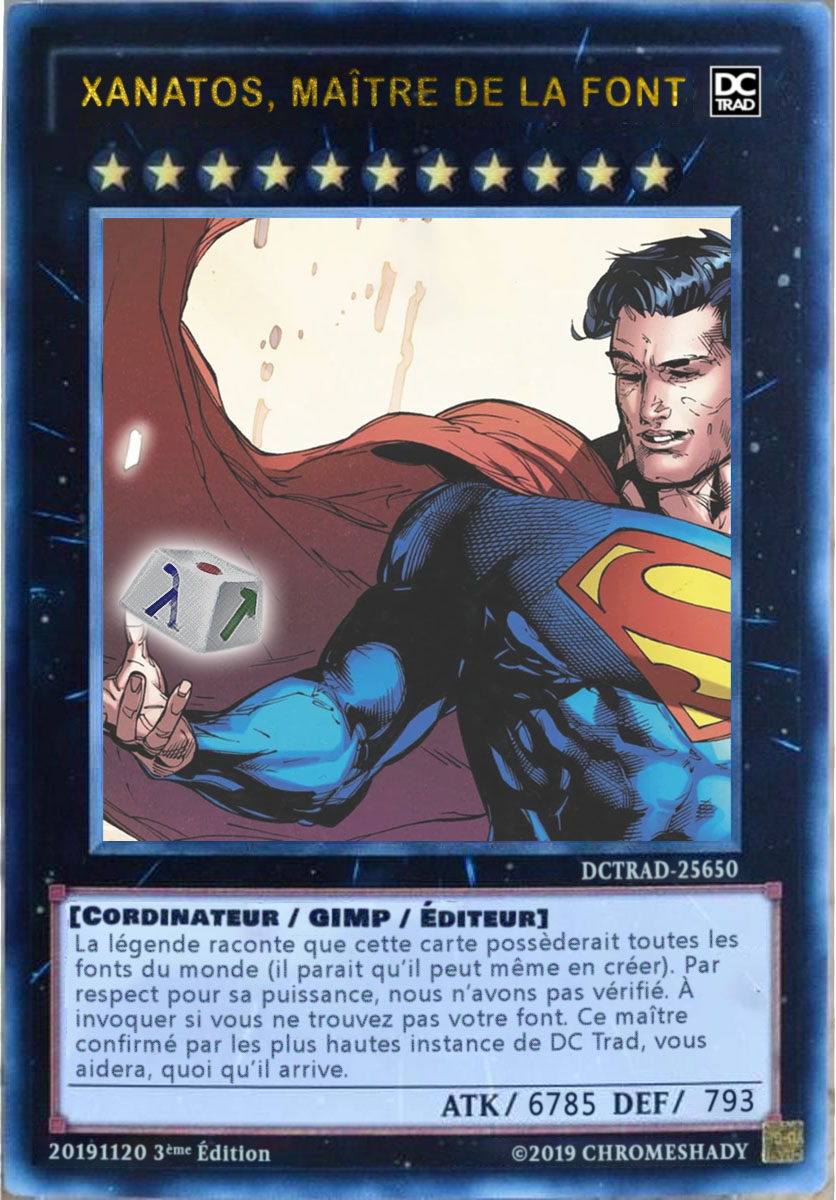 XANATOS, MAÎTRE DE LA FONT
DC
TRAD
λ
DCTRAD-25650
[CORDINATEUR / GIMP / ÉDITEUR]
La légende raconte que cette carte possèderait toutes les
fonts du monde (il parait qu'il peut même en créer). Par
respect pour sa puissance, nous n'avons pas vérifié. À
invoquer si vous ne trouvez pas votre font. Ce maître
confirmé par les plus hautes instance de DC Trad, vous
aidera, quoi qu'il arrive.
ATK/ 6785 DEF/ 793
20191120 3ème Édition
©2019 CHROMESHADY